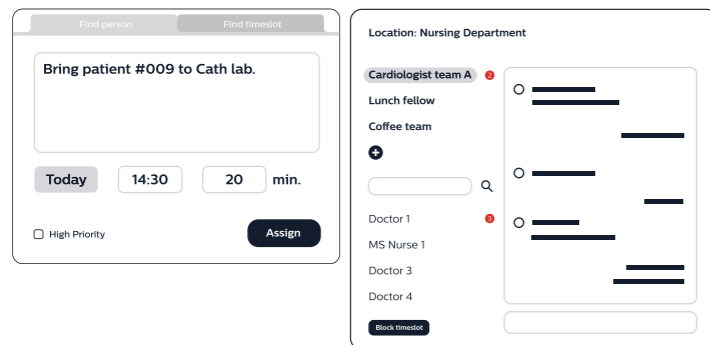 Find person
Find timeslot
Bring patient #009 to Cath lab.
Today
14:30
20
min.
High Priority
Assign
Location: Nursing Department
Cardiologist team A
2
Lunch fellow
Coffee team
Doctor 1
3
MS Nurse 1
Doctor 3
Doctor 4
Block timeslot